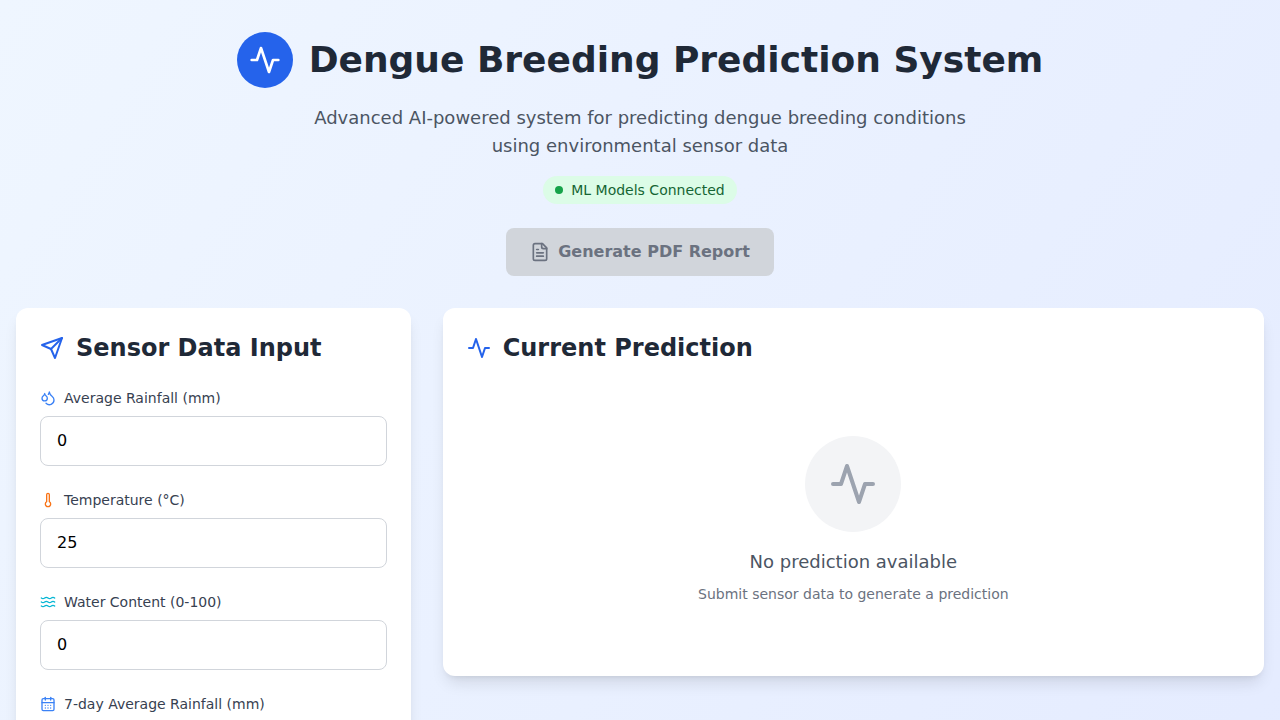 Dengue Breeding Prediction System
Advanced AI-powered system for predicting dengue breeding conditions
using environmental sensor data
ML Models Connected
Generate PDF Report
Sensor Data Input
Average Rainfall (mm)
0
Temperature (°C)
25
Water Content (0-100)
0
7-day Average Rainfall (mm)
Current Prediction
No prediction available
Submit sensor data to generate a prediction